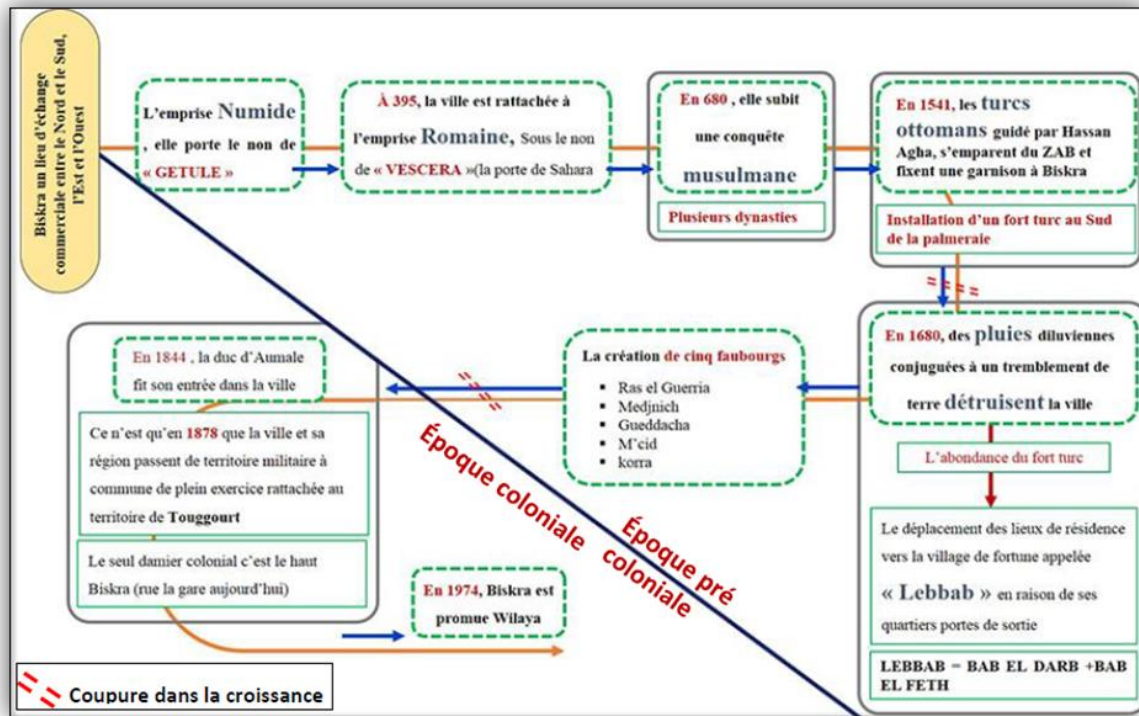 Biskra un lieu d'échange
commerciale entre le Nord et le Sud,
l'Est et l'Ouest
L'emprise Numide
, elle porte le non de
« GETULE »
À 395, la ville est rattachée à
l'emprise Romaine, Sous le non
de « VESCERA »(la porte de Sahara
En 680 , elle subit
une conquête
musulmane
Plusieurs dynasties
En 1541, les turcs
ottomans guidé par Hassan
Agha, s'emparent du ZAB et
fixent une garnison à Biskra
Installation d'un fort turc au Sud
de la palmeraie
En 1680, des pluies diluviennes
conjuguées à un tremblement de
terre détruisent la ville
L'abondance du fort turc
Le déplacement des lieux de résidence
vers la village de fortune appelée
« Lebbab » en raison de ses
quartiers portes de sortie
LEBBAB = BAB EL DARB +BAB
EL FETH
La création de cinq faubourgs
▪ Ras el Guerria
▪ Medjnich
▪ Gueddacha
▪ M'cid
▪ korra
En 1844 , la duc d'Aumale
fit son entrée dans la ville
Ce n'est qu'en 1878 que la ville et sa
région passent de territoire militaire à
commune de plein exercice rattachée au
territoire de Touggourt
Le seul damier colonial c'est le haut
Biskra (rue la gare aujourd'hui)
En 1974, Biskra est
promue Wilaya
Époque coloniale
Époque pré
coloniale
Coupure dans la croissance